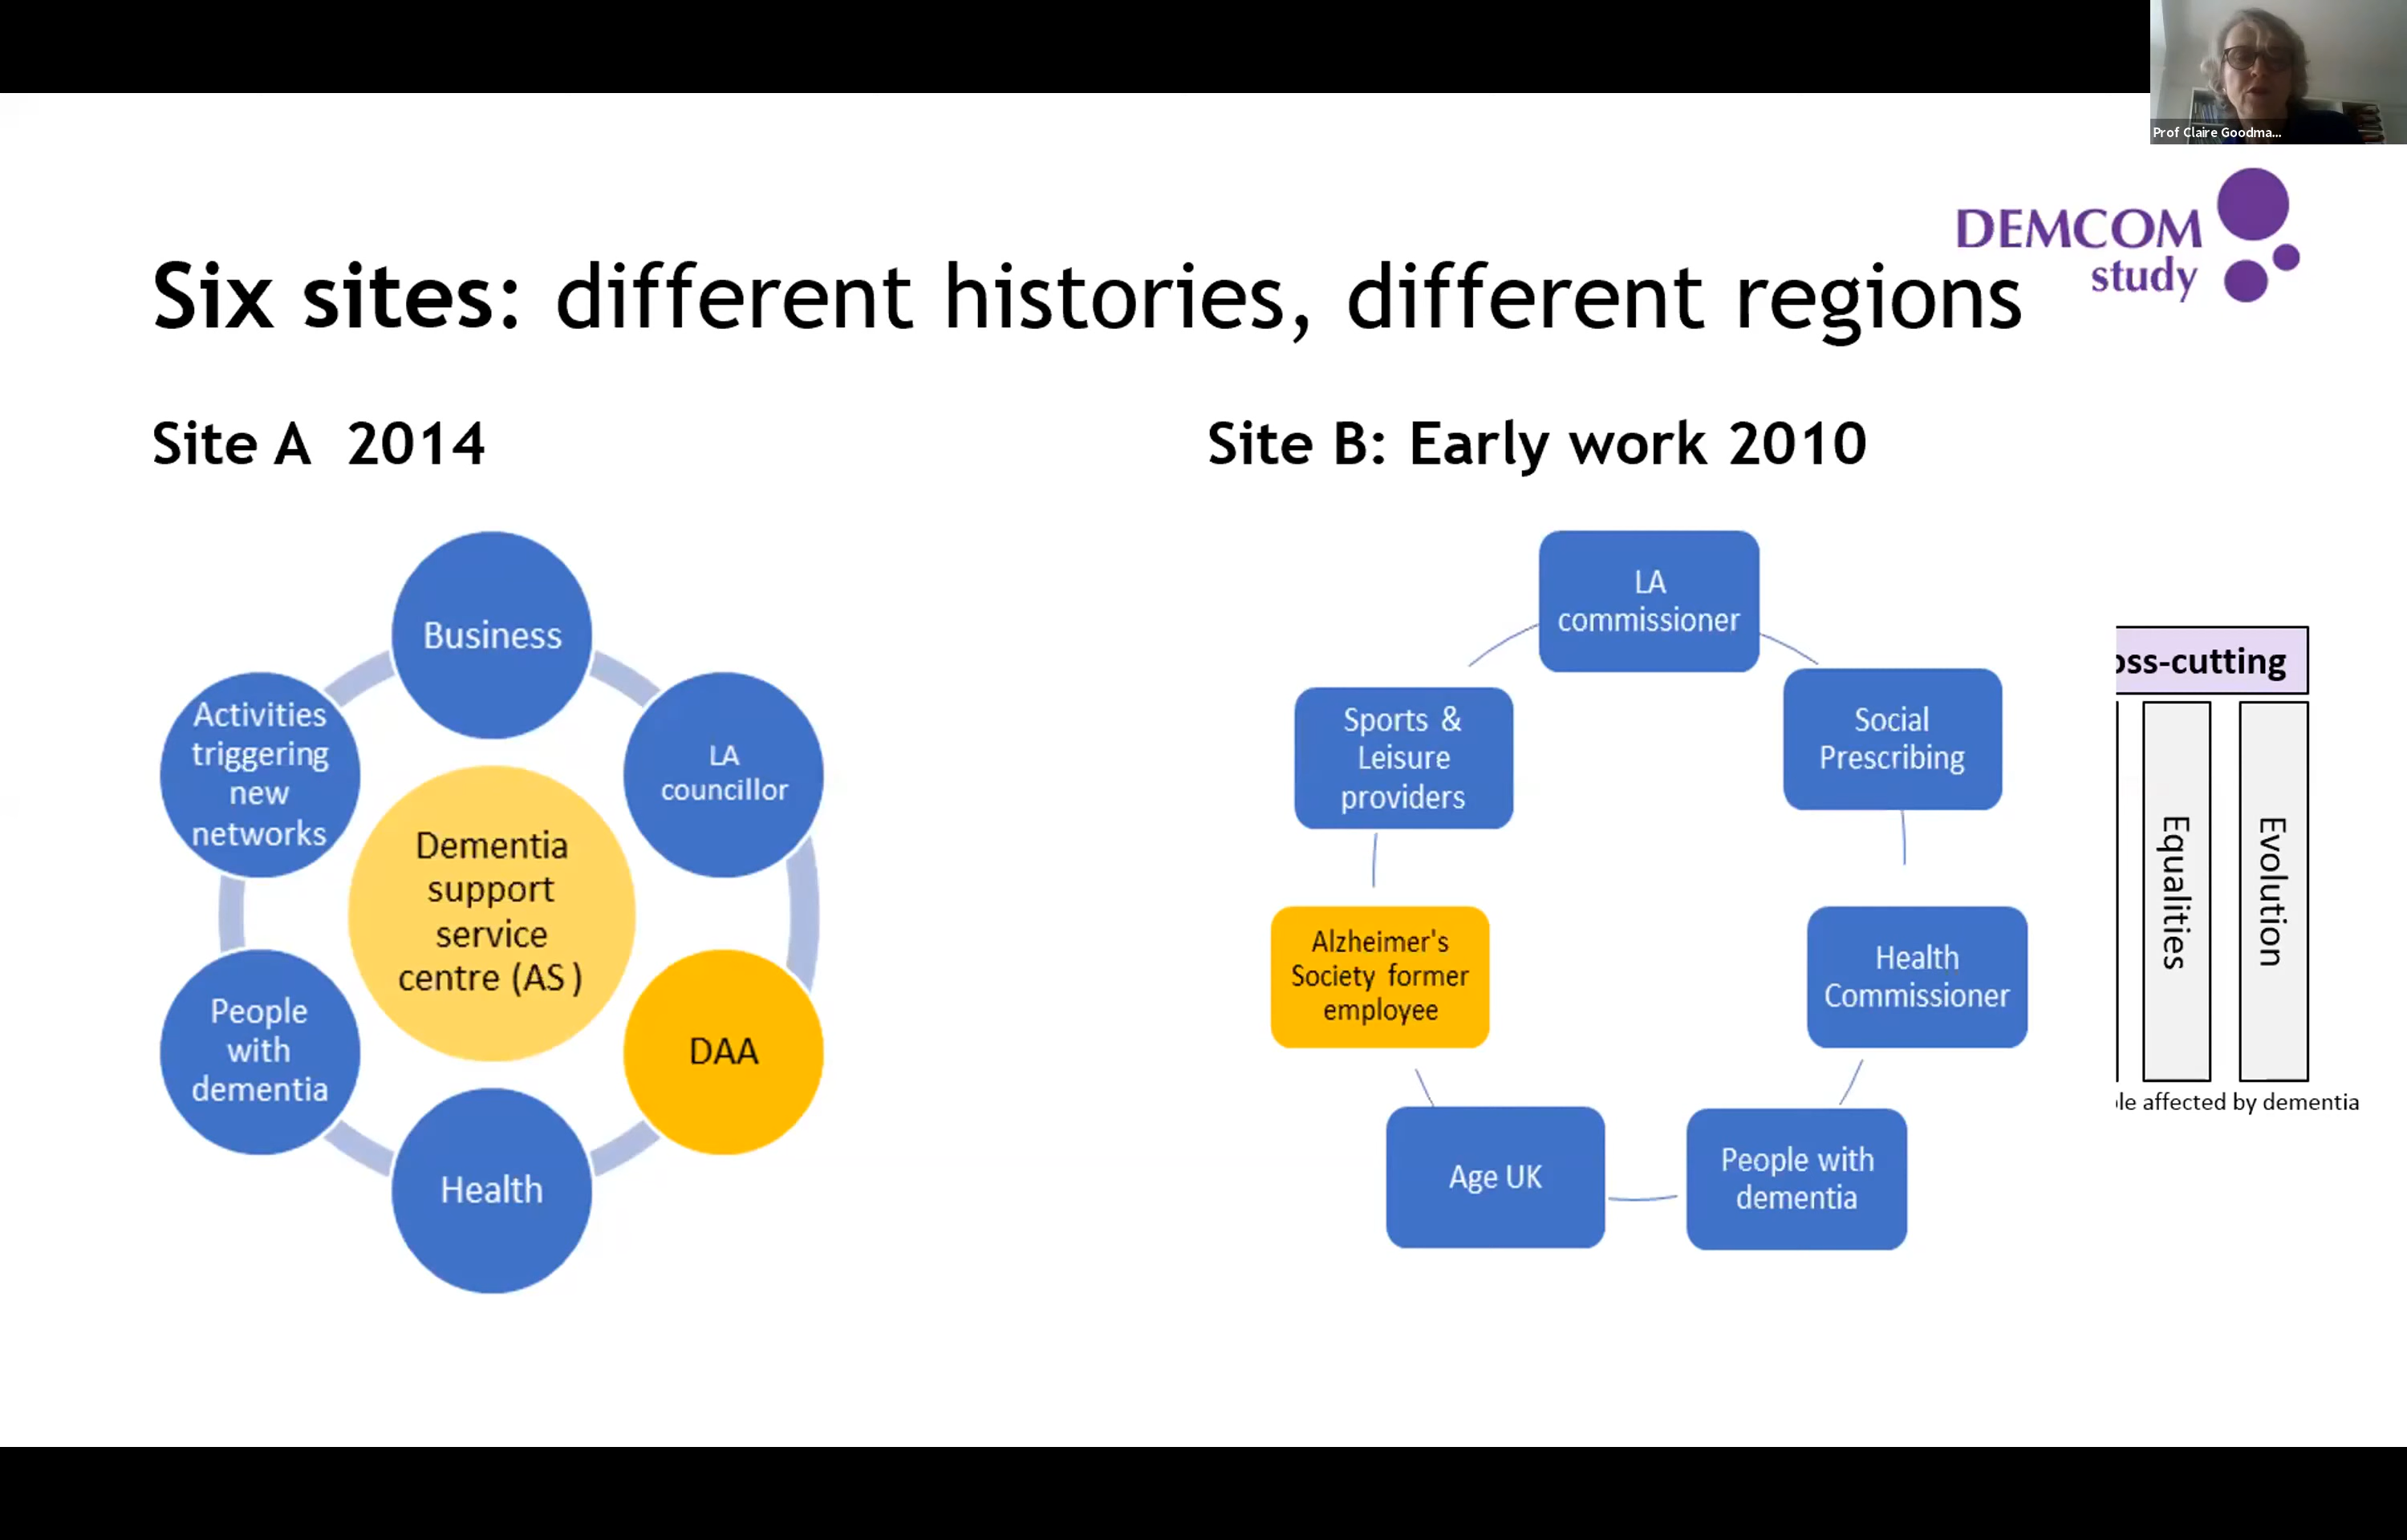 Prof Claire Goodma...
DEMCOM
study
Six sites: different histories, different regions
Site A 2014
Business
LA
councillor
DAA
Health
People
with
dementia
Activities
triggering
new
networks
Dementia
support
service
centre (AS)
Site B: Early work 2010
LA
commissioner
Social
Prescribing
Health
Commissioner
People with
dementia
Age UK
Alzheimer's
Society former
employee
Sports &
Leisure
providers
oss-cutting
Equalities
Evolution
le affected by dementia